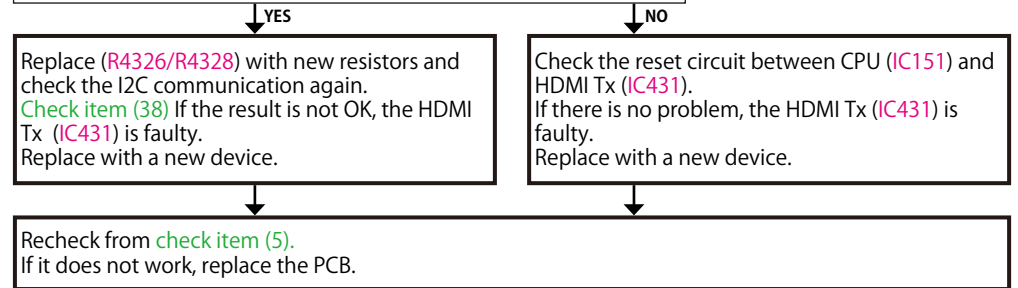 YES
NO
Replace (R4326/R4328) with new resistors and
check the I2C communication again.
Check item (38) If the result is not OK, the HDMI
Tx (IC431) is faulty.
Replace with a new device.
Check the reset circuit between CPU (IC151) and
HDMI Tx (IC431).
If there is no problem, the HDMI Tx (IC431) is
faulty.
Replace with a new device.
Recheck from check item (5).
If it does not work, replace the PCB.